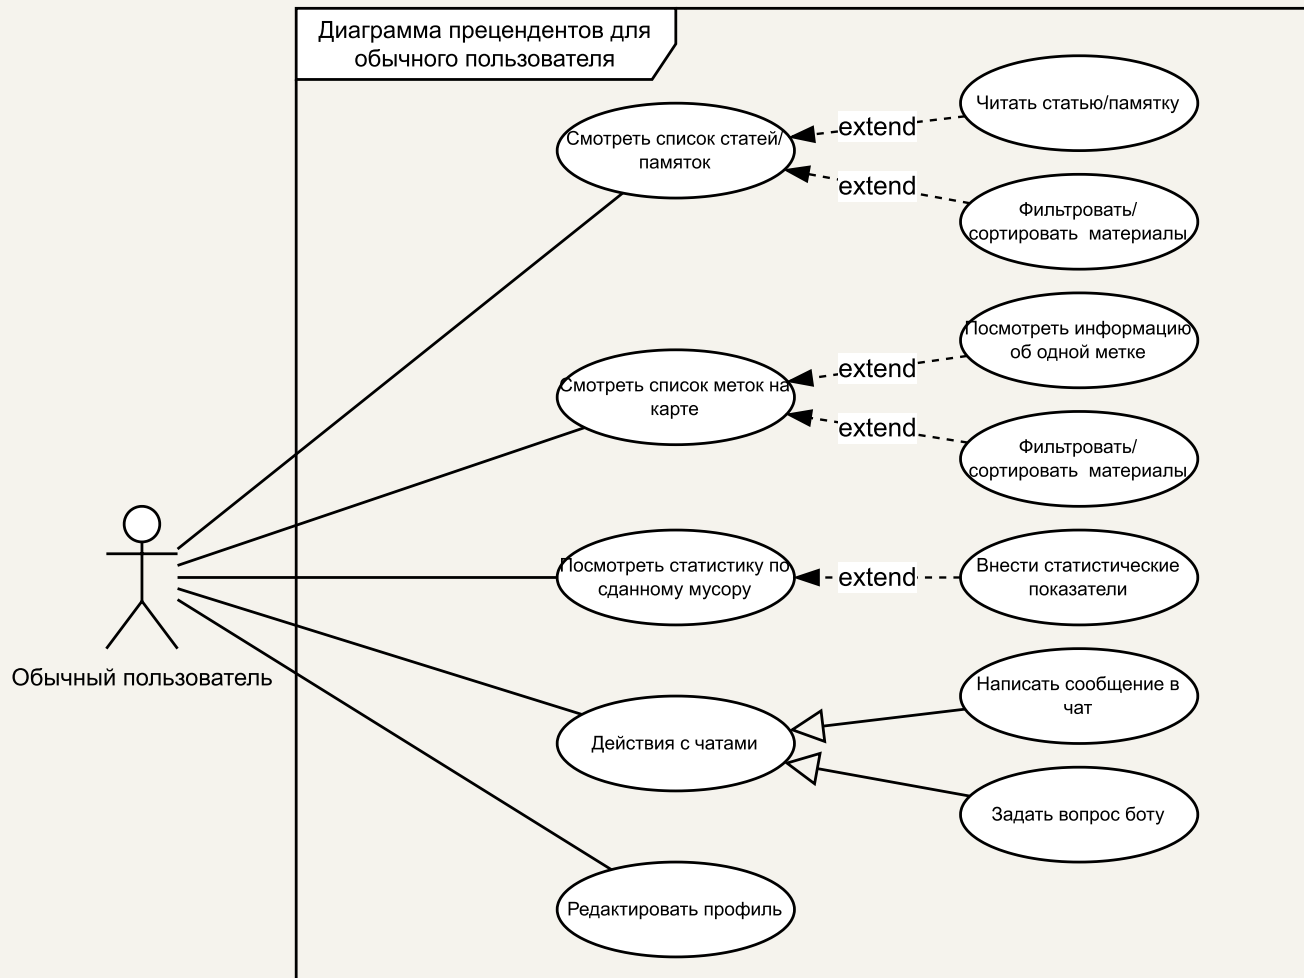 Диаграмма прецендентов для
обычного пользователя
Читать статью/памятку
extend
Смотреть список статей/
памяток
extend
Фильтровать/
сортировать  материалы
Посмотреть информацию
об одной метке
extend
Смотреть список меток на
карте
extend
Фильтровать/
сортировать  материалы
Посмотреть статистику по
сданному мусору
extend
Внести статистические
показатели
Обычный пользователь
Написать сообщение в
чат
Действия с чатами
Задать вопрос боту
Редактировать профиль